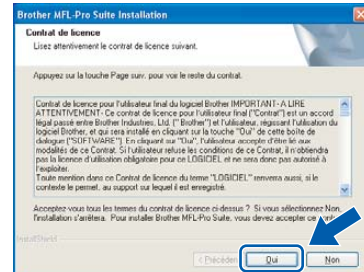 Brother MFL-Pro Suite Installation
Contrat de licence
Lisez attentivement le contrat de licence suivant.
Appuyez sur la touche Page suiv. pour voir le reste du contrat.
Contrat de licence pour l'utilisateur final du logiciel Brother IMPORTANT- A LIRE
ATTENTIVEMENT- Ce contrat de licence pour l'utilisateur final ("Contrat") est un accord
légal passé entre Brother Industries, Ltd. ("Brother") et l'utilisateur, régissant l'utilisation du
logiciel Brother, et qui sera installé en cliquant sur la touche "Oui" de cette boîte de
dialogue ("SOFTWARE"). En cliquant sur "Oui", l'utilisateur accepte d'être lié aux
modalités de ce Contrat. Si l'utilisateur refuse les conditions de ce Contrat, il n'obtiendra
pas la licence d'utilisation obligatoire pour ce LOGICIEL et ne sera donc pas autorisé à
l'exploiter.
Toute mention dans ce Contrat de licence du terme "LOGICIEL" renverra aussi, si le
contexte le permet, au support sur lequel il est enregistré.
Acceptez-vous tous les termes du contrat de licence ci-dessus ? Si vous sélectionnez Non,
l'installation s'arrêtera. Pour installer Brother MFL-Pro Suite, vous devez accepter ce
InstallShield
< Précédent
Oui
Non